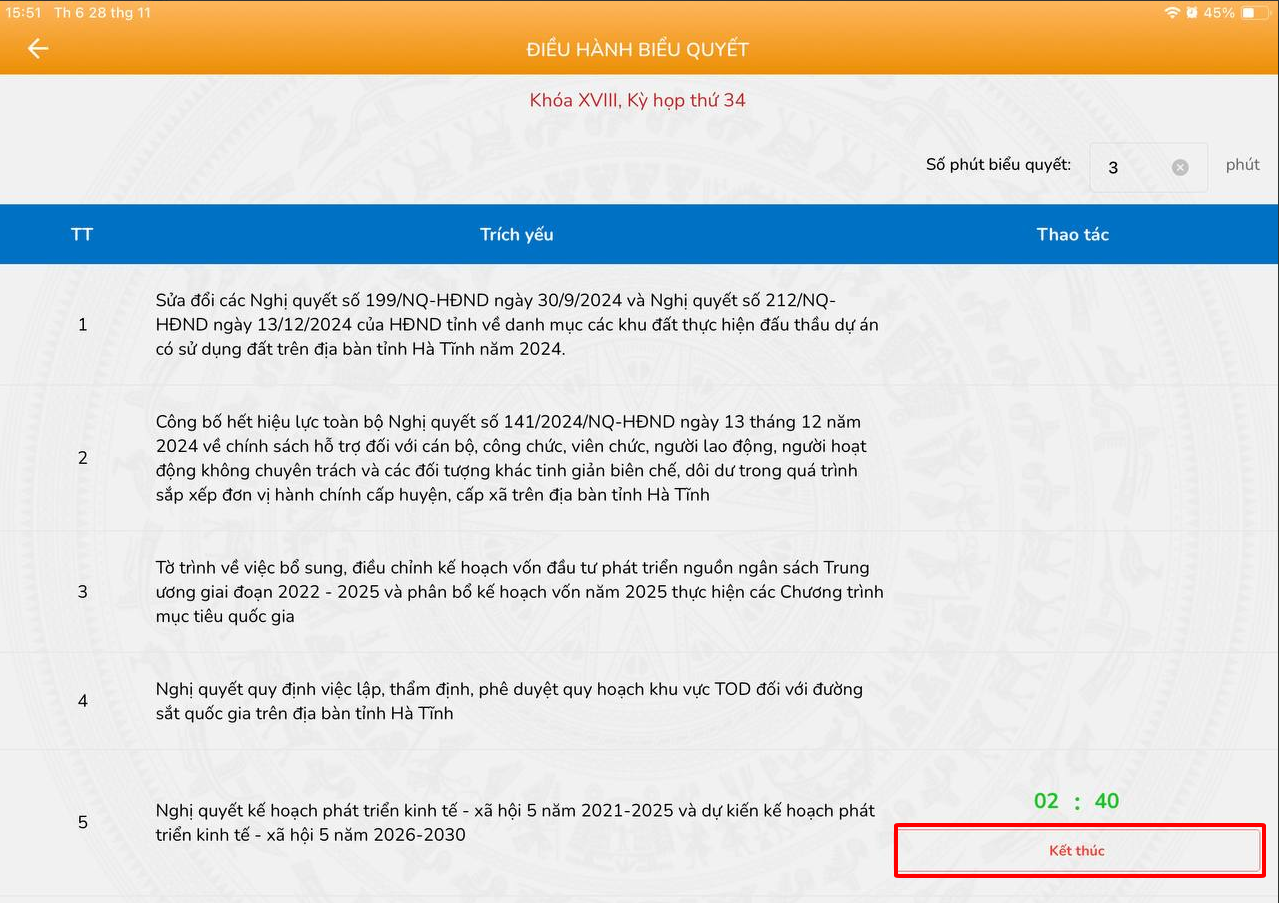 15:51 Th 6 28 thg 11
45%
ĐIỀU HÀNH BIỂU QUYẾT
Khóa XVIII, Kỳ họp thứ 34
Số phút biểu quyết: 3 phút
TT Trích yếu Thao tác
Sửa đổi các Nghị quyết số 199/NQ-HĐND ngày 30/9/2024 và Nghị quyết số 212/NQ-
1 HĐND ngày 13/12/2024 của HĐND tỉnh về danh mục các khu đất thực hiện đấu thầu dự án
có sử dụng đất trên địa bàn tỉnh Hà Tĩnh năm 2024.
Công bố hết hiệu lực toàn bộ Nghị quyết số 141/2024/NQ-HĐND ngày 13 tháng 12 năm
2024 về chính sách hỗ trợ đối với cán bộ, công chức, viên chức, người lao động, người hoạt
2
động không chuyên trách và các đối tượng khác tinh giản biên chế, dôi dư trong quá trình
sắp xếp đơn vị hành chính cấp huyện, cấp xã trên địa bàn tỉnh Hà Tĩnh
Tờ trình về việc bổ sung, điều chỉnh kế hoạch vốn đầu tư phát triển nguồn ngân sách Trung
3 ương giai đoạn 2022 - 2025 và phân bổ kế hoạch vốn năm 2025 thực hiện các Chương trình
mục tiêu quốc gia
4
Nghị quyết quy định việc lập, thẩm định, phê duyệt quy hoạch khu vực TOD đối với đường
sắt quốc gia trên địa bàn tỉnh Hà Tĩnh
5
Nghị quyết kế hoạch phát triển kinh tế - xã hội 5 năm 2021-2025 và dự kiến kế hoạch phát
triển kinh tế - xã hội 5 năm 2026-2030
02 : 40
Kết thúc